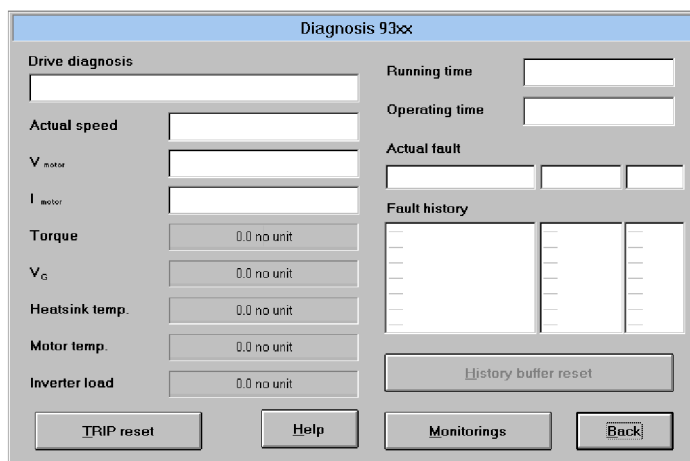 Diagnosis 93xx
Drive diagnosis
Actual speed
V motor
I motor
Torque 0.0 no unit
VG 0.0 no unit
Heatsink temp. 0.0 no unit
Motor temp. 0.0 no unit
Inverter load 0.0 no unit
TRIP reset
Help
Running time
Operating time
Actual fault
Fault history
History buffer reset
Monitorings
Back